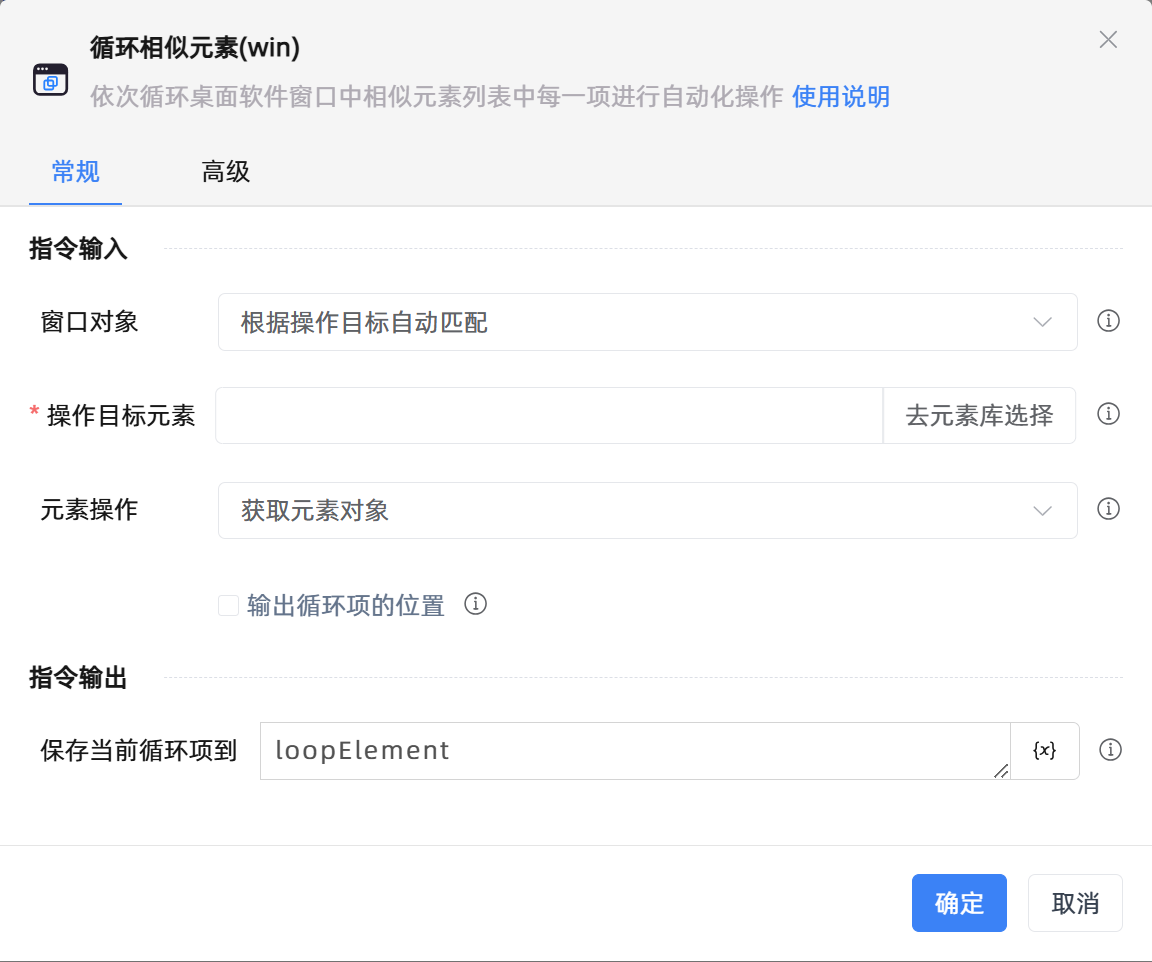 循环相似元素(win)
依次循环桌面软件窗口中相似元素列表中每一项进行自动化操作 使用说明
常规 高级
指令输入
窗口对象 根据操作目标自动匹配
* 操作目标元素 去元素库选择
元素操作 获取元素对象
输出循环项的位置
指令输出
保存当前循环项到 loopElement {x}
确定 取消